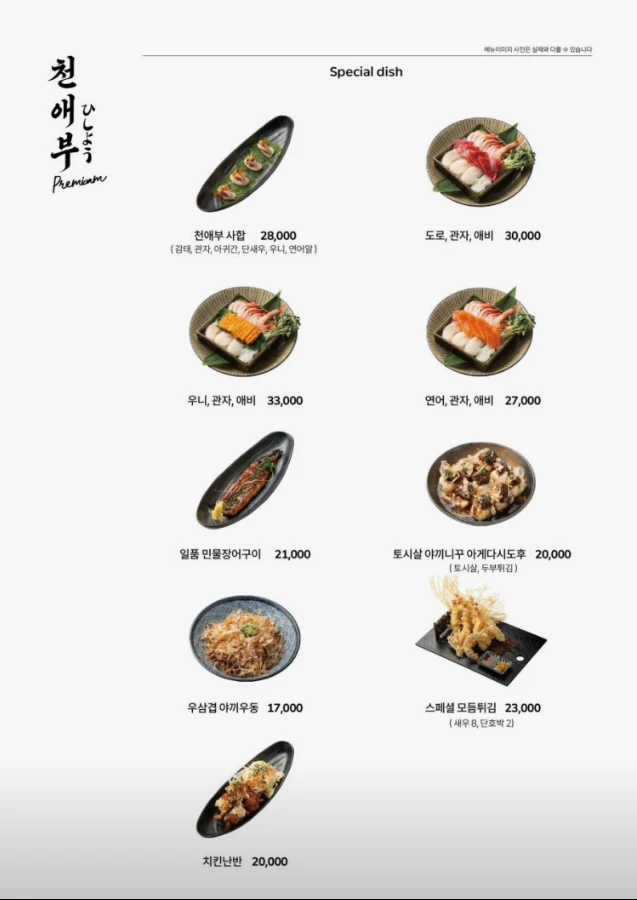 메뉴이미지 사진은 실제와 다를 수 있습니다
천애부
ひしょう
Premium
Special dish
천애부 사합 28,000
( 감태, 관자, 아귀간, 단새우, 우니, 연어알 )
도로, 관자, 애비 30,000
우니, 관자, 애비 33,000
연어, 관자, 애비 27,000
일품 민물장어구이 21,000
토시살 야끼니꾸 아게다시도후 20,000
( 토시살, 두부튀김 )
우삼겹 야끼우동 17,000
스페셜 모듬튀김 23,000
( 새우 8, 단호박 2)
치킨난반 20,000